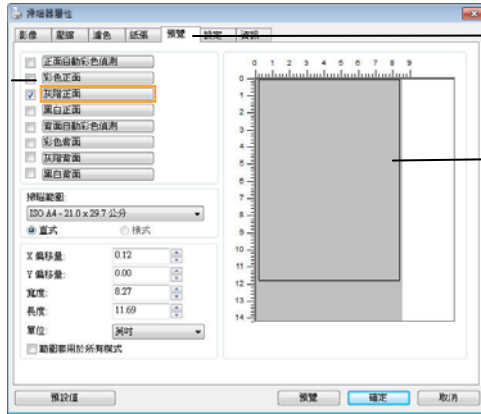 掃描器屬性
影像 壓縮 濾色 紙張 預覽 設定 資訊
正面自動彩色偵測
彩色正面
灰階正面
黑白正面
背面自動彩色偵測
彩色背面
灰階背面
黑白背面
掃描範圍:
ISO A4 - 21.0 x 29.7 公分
直式 橫式
X 偏移量: 0.12
Y 偏移量: 0.00
寬度: 8.27
長度: 11.69
單位: 英吋
範圍套用於所有模式
0 1 2 3 4 5 6 7 8 9
0
1
2
3
4
5
6
7
8
9
10
11
12
13
14
預設值 預覽 確定 取消